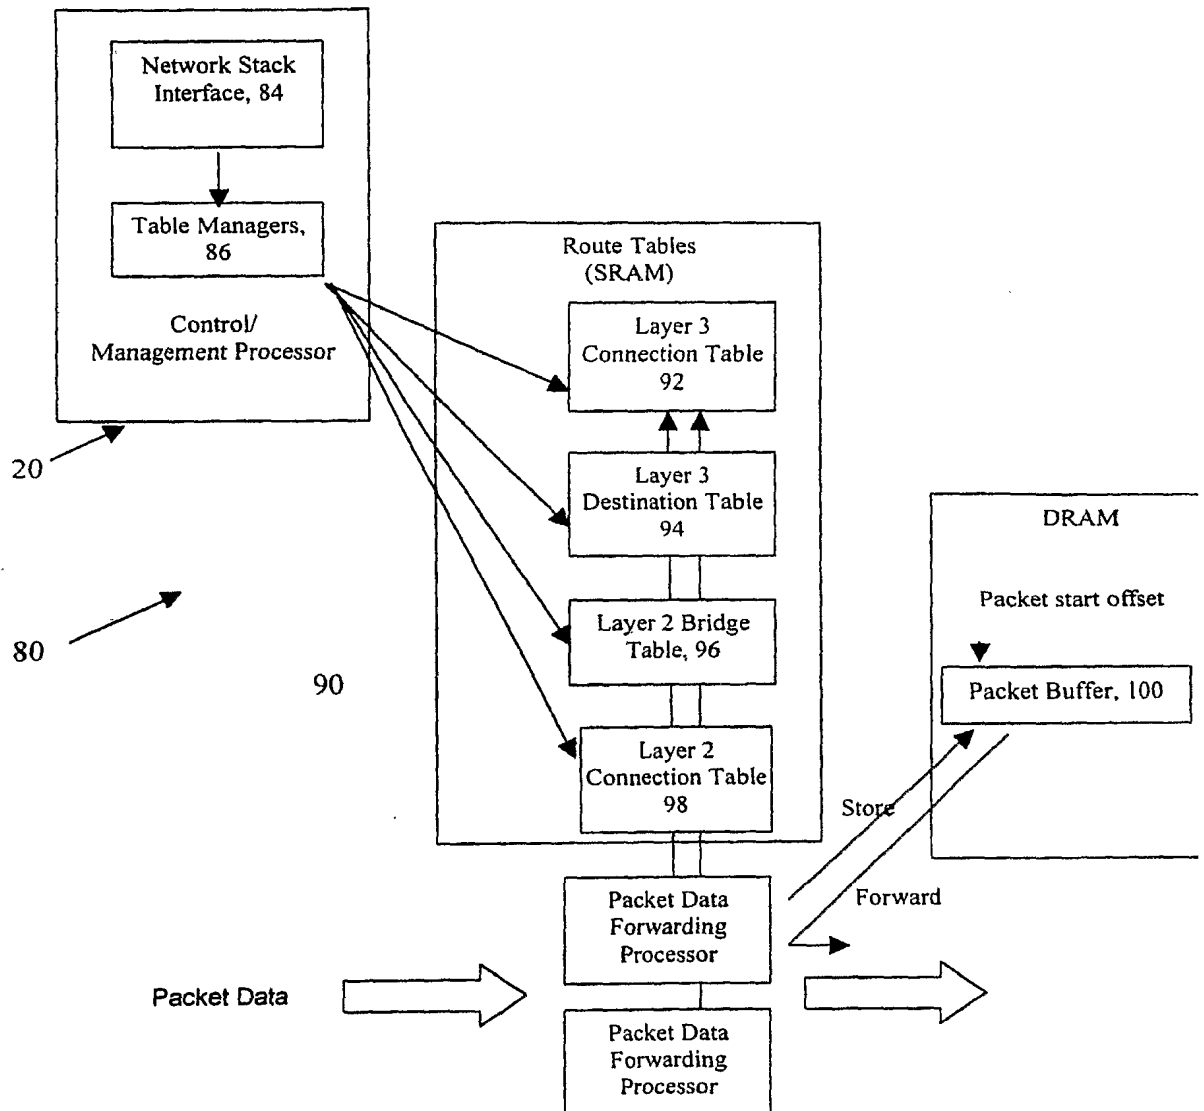 Network Stack
Interface, 84
Table Managers,
86
Control/
Management Processor
20
80
90
Route Tables
(SRAM)
Layer 3
Connection Table
92
Layer 3
Destination Table
94
Layer 2 Bridge
Table, 96
Layer 2
Connection Table
98
DRAM
Packet start offset
Packet Buffer, 100
Store
Forward
Packet Data
Forwarding
Processor
Packet Data
Packet Data
Forwarding
Processor